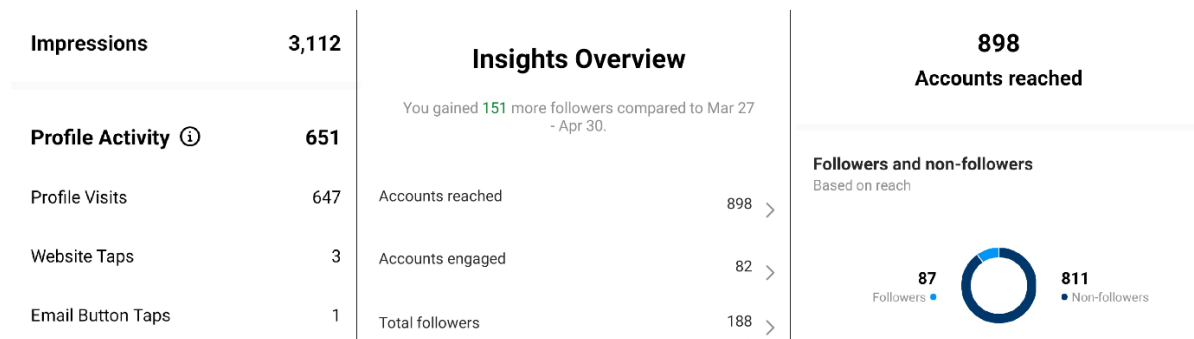 Impressions 3,112
Profile Activity 651
Profile Visits 647
Website Taps 3
Email Button Taps 1
Insights Overview
You gained 151 more followers compared to Mar 27
- Apr 30.
Accounts reached 898
Accounts engaged 82
Total followers 188
898
Accounts reached
Followers and non-followers
Based on reach
87
Followers
811
Non-followers